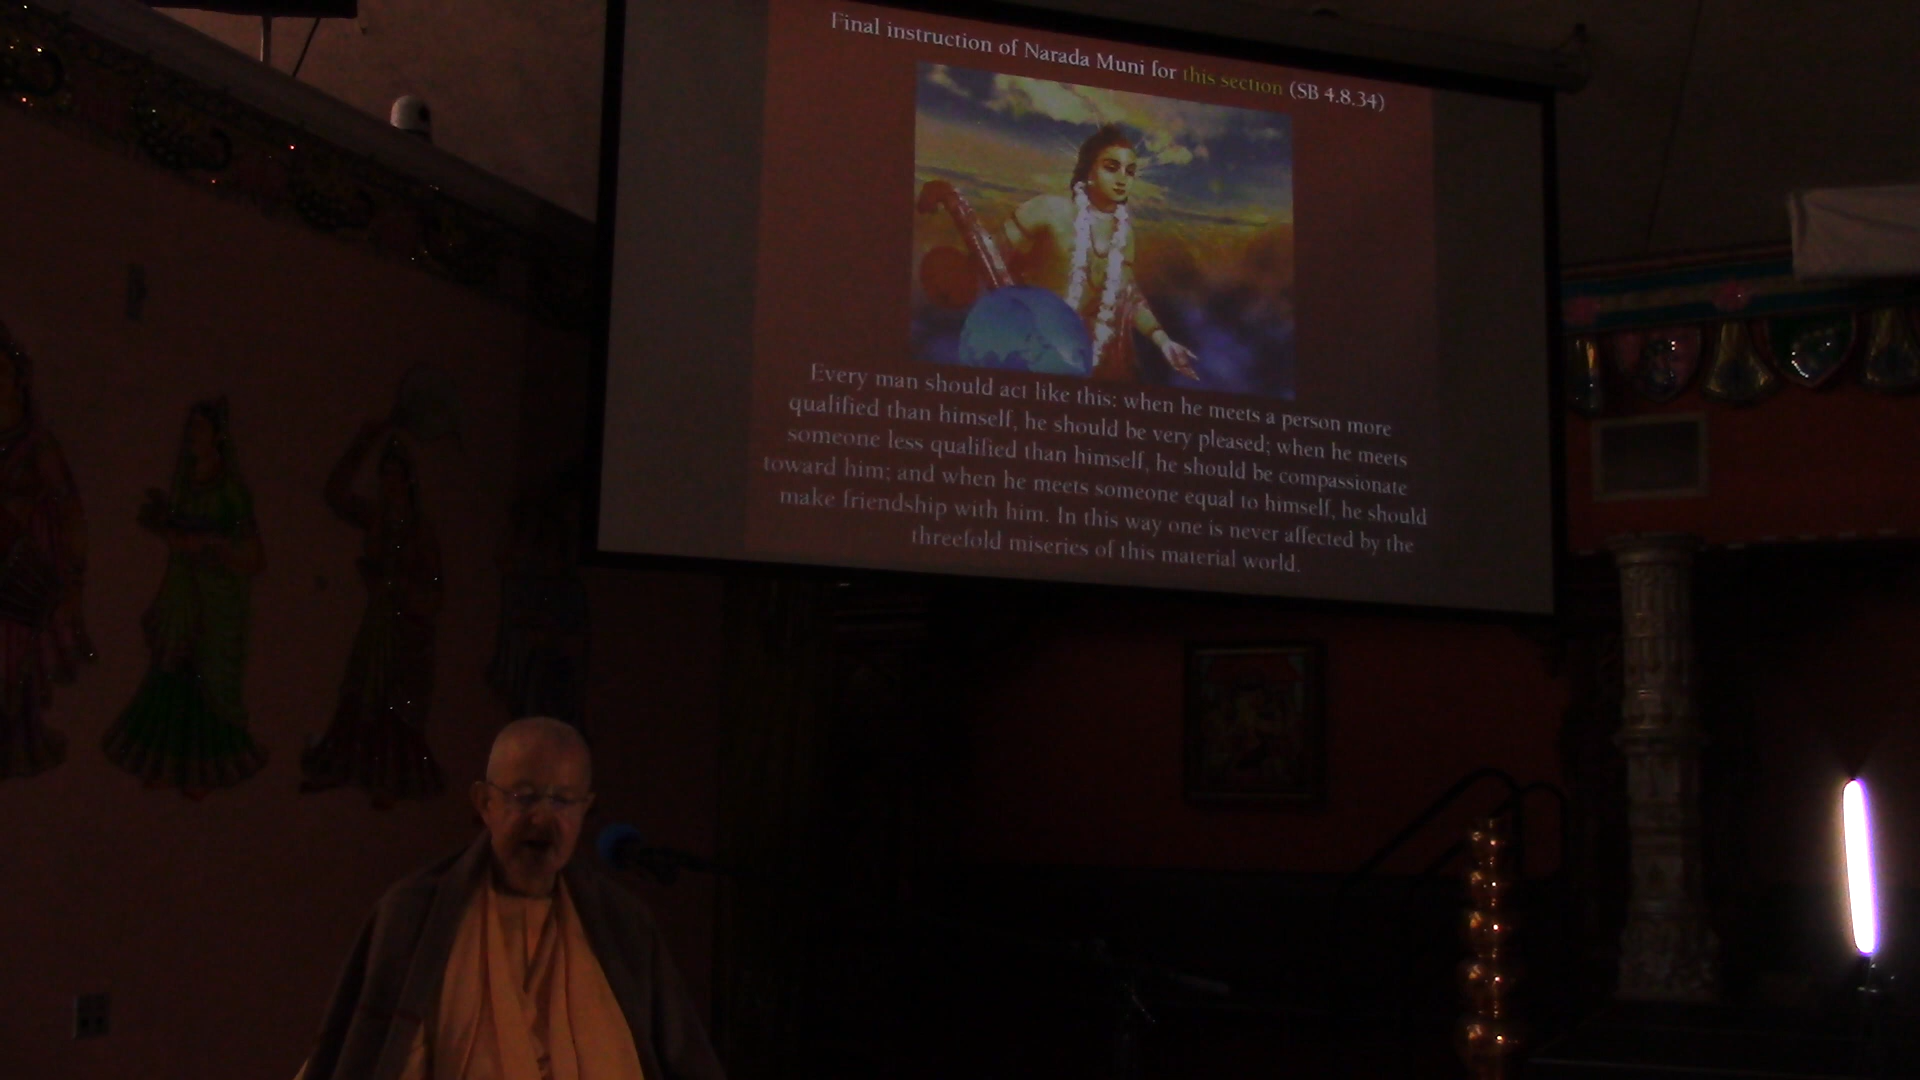 Final instruction of Narada Muni for this section (SB 4.8.34)
Every man should act like this: when he meets a person more
qualified than himself, he should be very pleased; when he meets
someone less qualified than himself, he should be compassionate
toward him; and when he meets someone equal to himself, he should
make friendship with him. In this way one is never affected by the
threefold miseries of this material world.